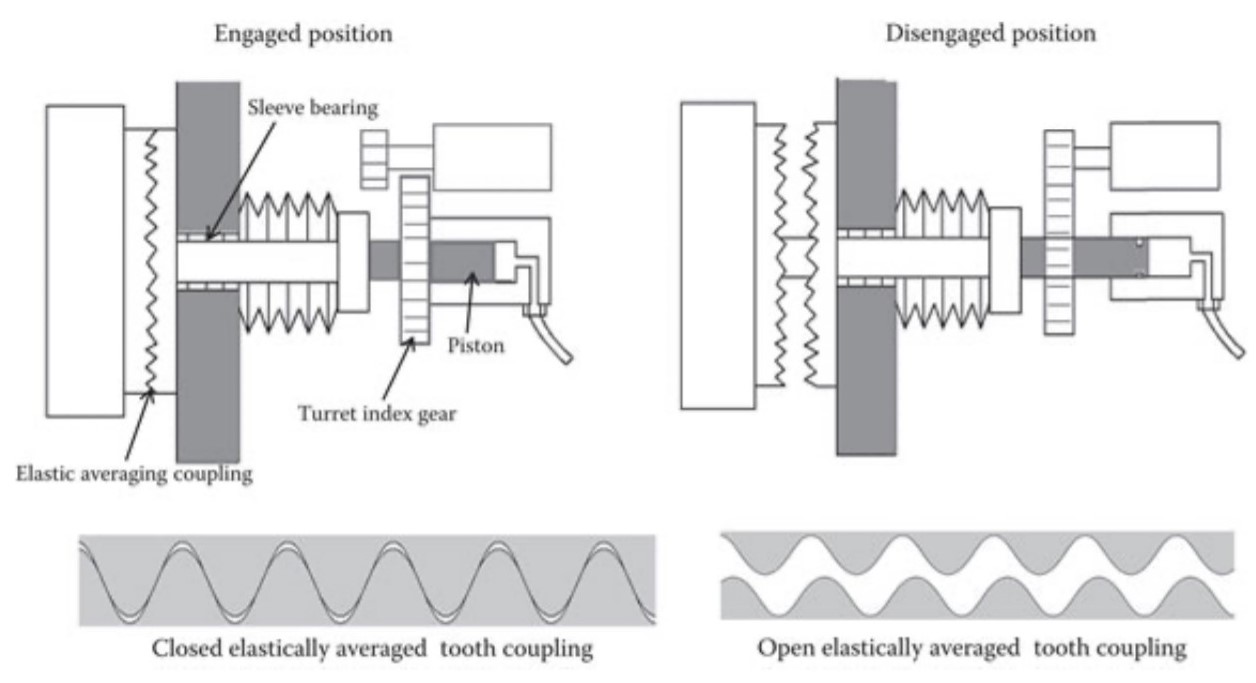 Engaged position
Disengaged position
Sleeve bearing
Piston
Turret index gear
Elastic averaging coupling
Closed elastically averaged tooth coupling
Open elastically averaged tooth coupling